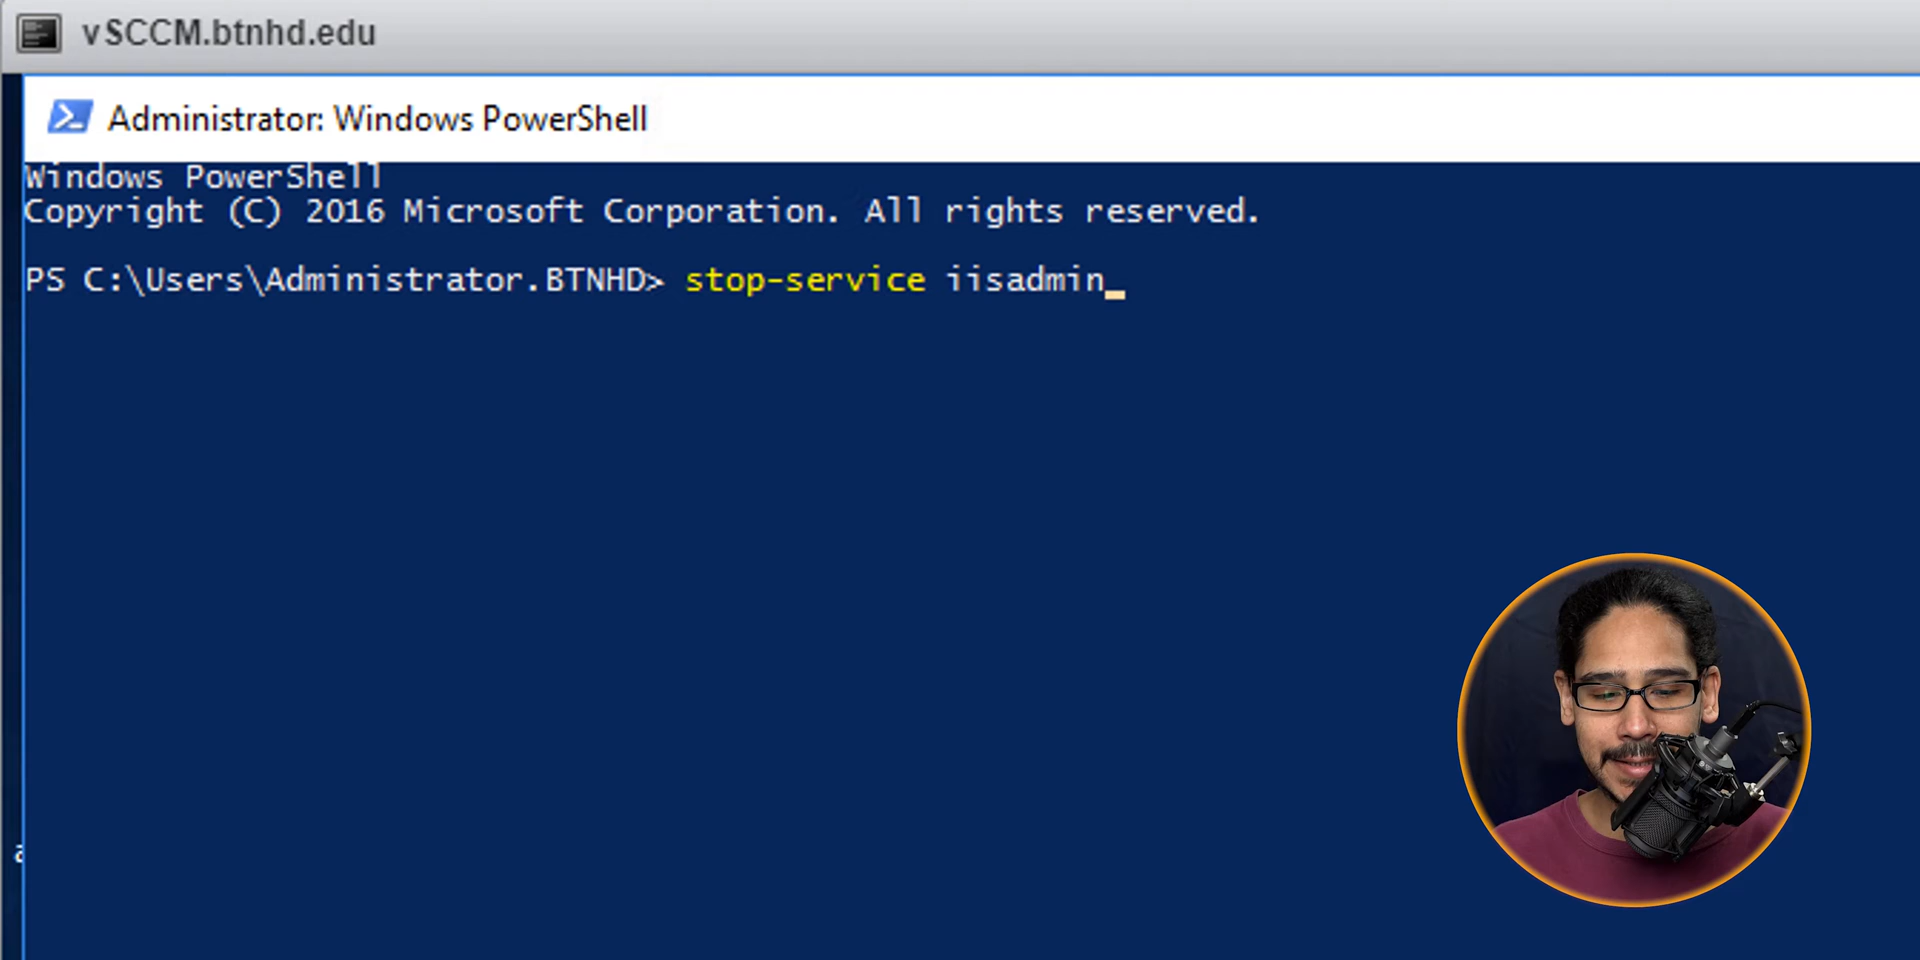 vSCCM.btnhd.edu
Administrator: Windows PowerShell
Windows PowerShell
Copyright (C) 2016 Microsoft Corporation. All rights reserved.
PS C:\Users\Administrator.BTNHD> stop-service iisadmin_